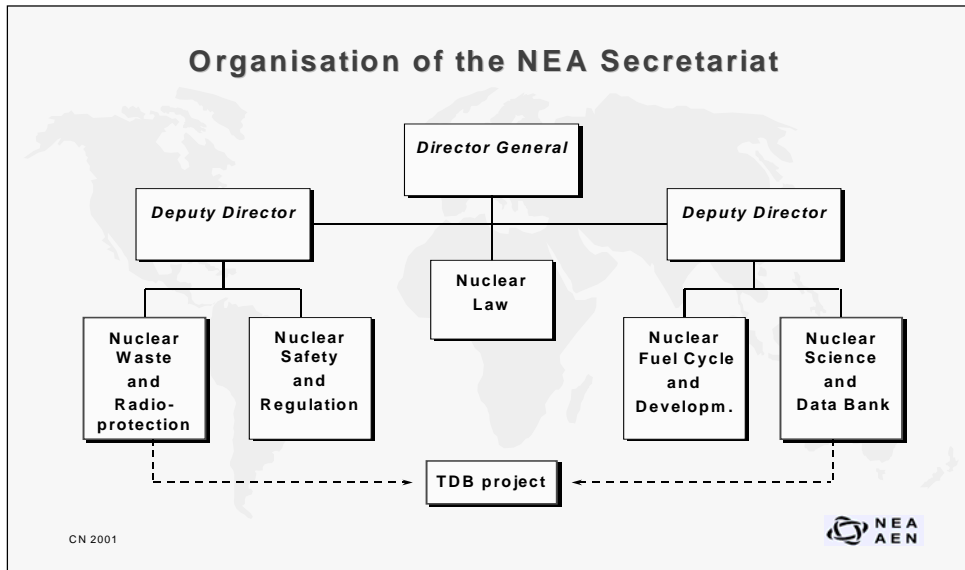 Organisation of the NEA Secretariat
Director General
Deputy Director
Deputy Director
Nuclear
Law
Nuclear
Waste
and
Radio-
protection
Nuclear
Safety
and
Regulation
Nuclear
Fuel Cycle
and
Developm.
Nuclear
Science
and
Data Bank
TDB project
CN 2001
NEA
AEN